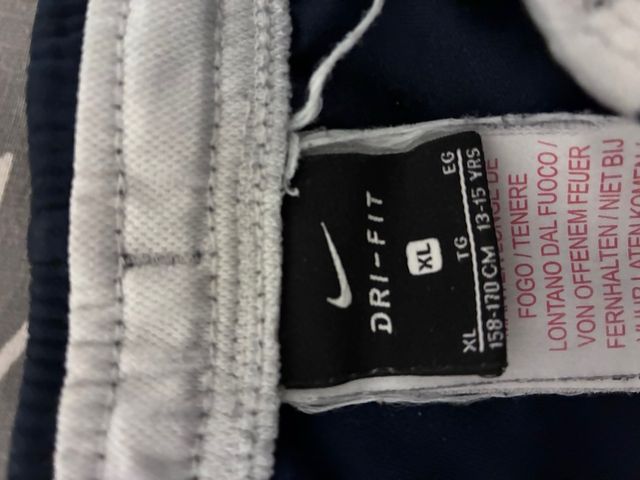 DRI-FIT
XL
XL TG EG
158-170 CM 13-15 YRS
FOGO / TENERE
LONTANO DAL FUOCO /
VON OFFENEM FEUER
FERNHALTEN / NIET BIJ